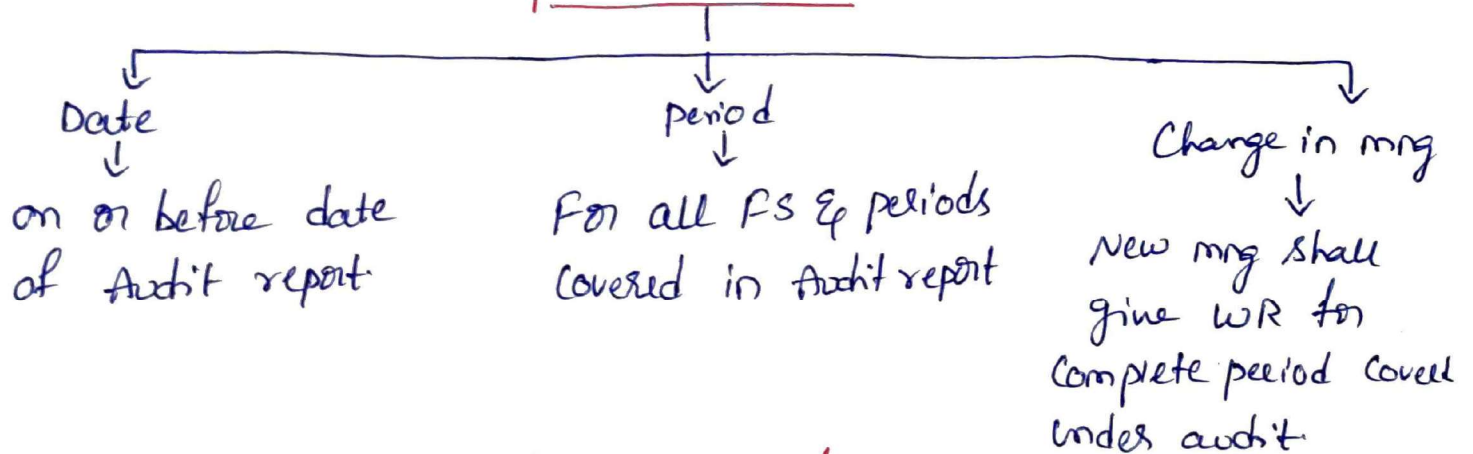 Date
on or before date
of Audit report.
period
For all FS & periods
covered in Audit report
Change in mng
New mng shall
give WR for
Complete period Coverd
under audit.